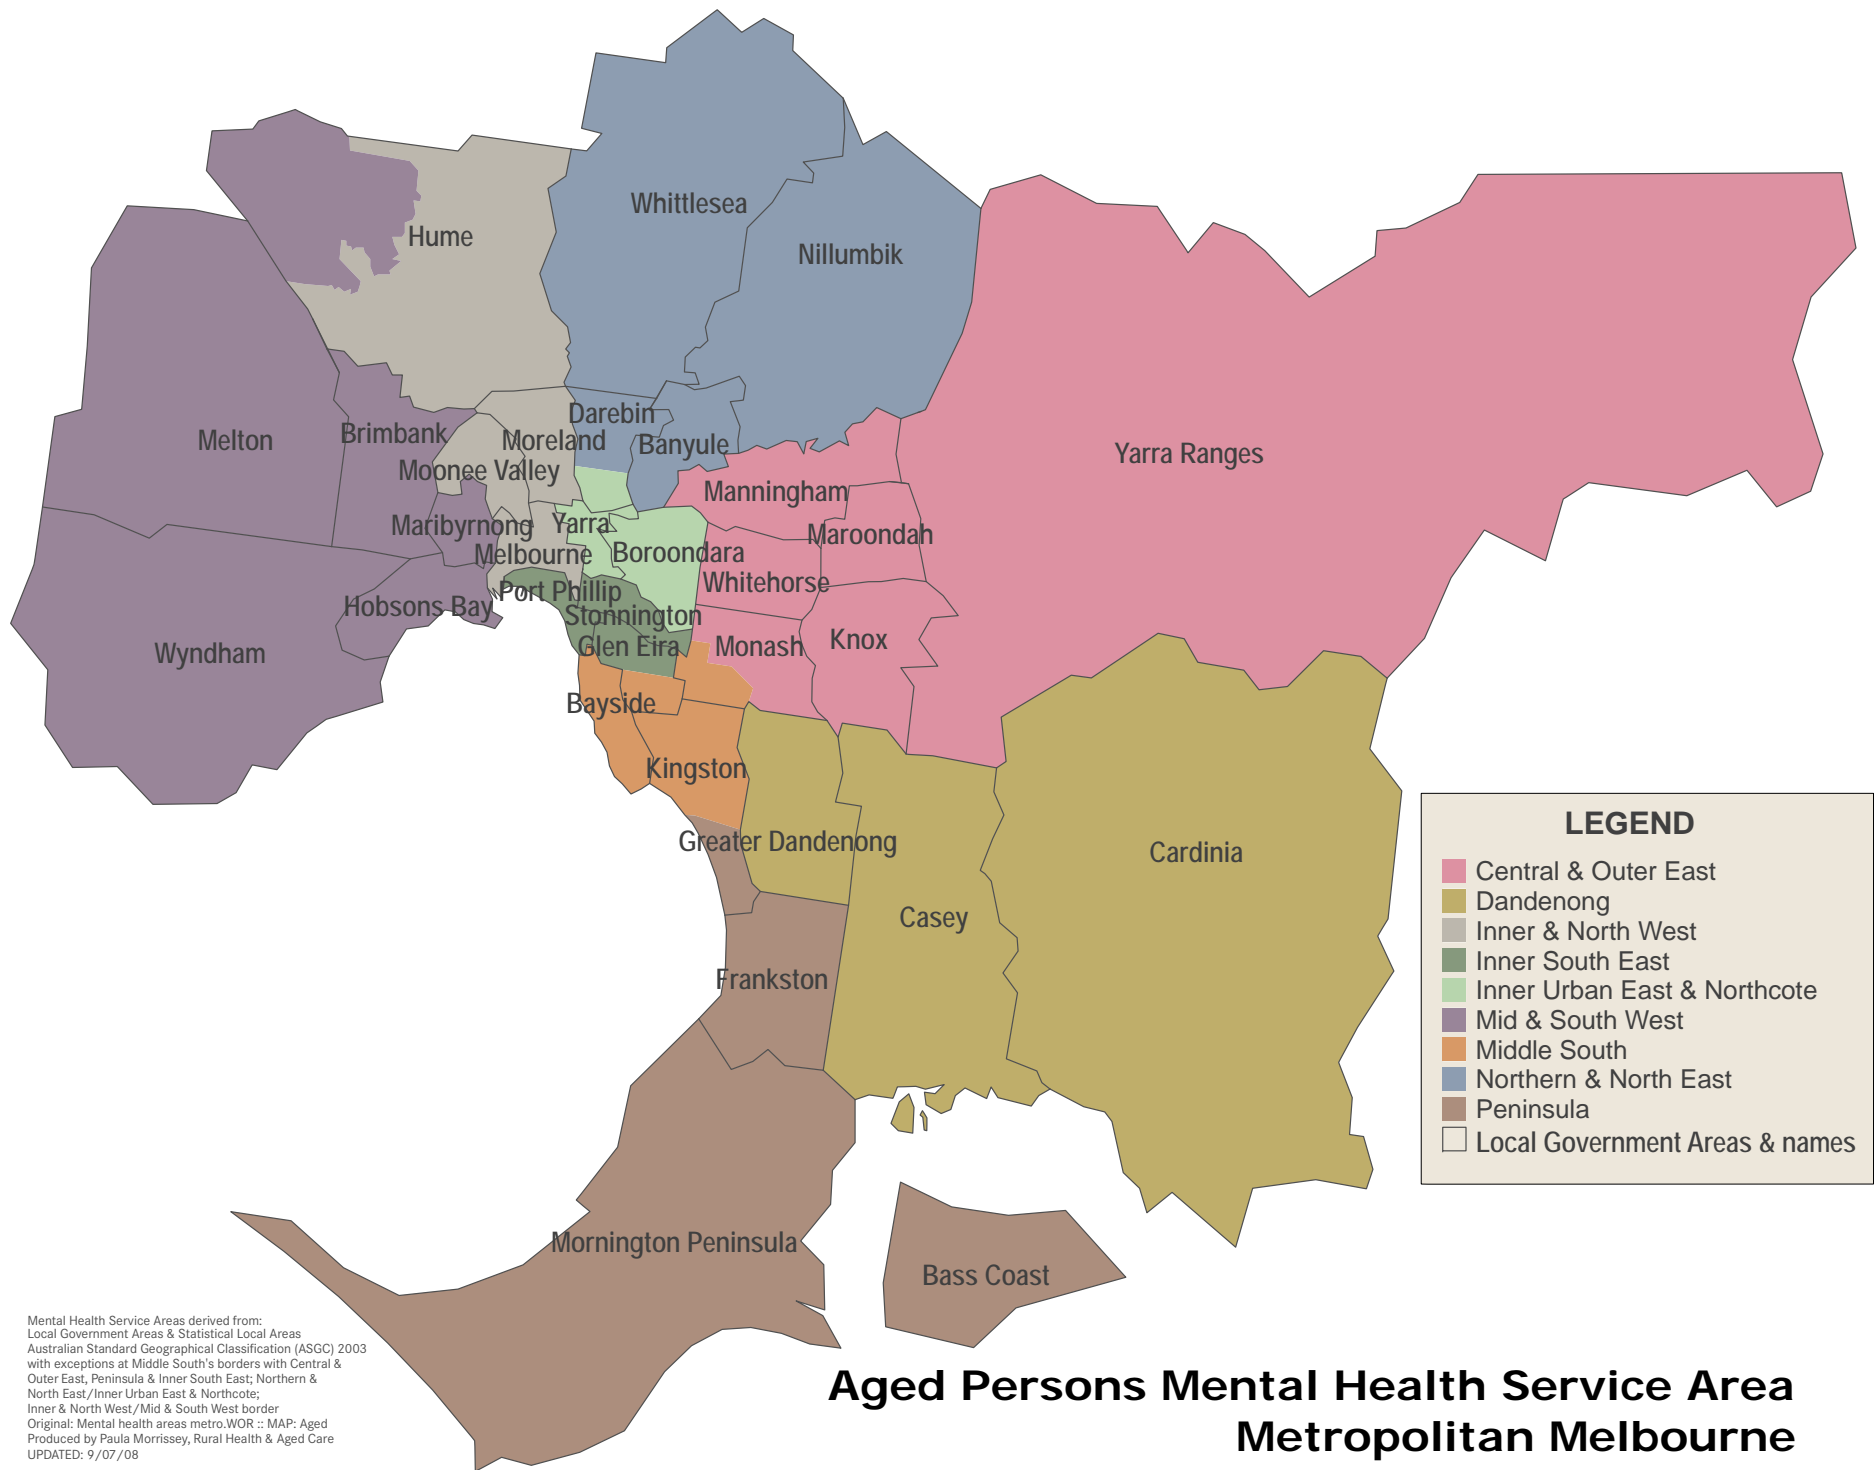 Whittlesea
Hume
Nillumbik
Darebin
Melton
Brimbank
Moreland
Banyule
Yarra Ranges
Moonee Valley
Manningham
Maribyrnong
Yarra
Maroondah
Melbourne
Boroondara
Whitehorse
Port Phillip
Hobsons Bay
Stonnington
Wyndham
Glen Eira
Monash
Knox
Bayside
Kingston
Greater Dandenong
Cardinia
Casey
Frankston
Mornington Peninsula
Bass Coast
LEGEND
Central & Outer East
Dandenong
Inner & North West
Inner South East
Inner Urban East & Northcote
Mid & South West
Middle South
Northern & North East
Peninsula
Local Government Areas & names
Mental Health Service Areas derived from:
Local Government Areas & Statistical Local Areas
Australian Standard Geographical Classification (ASGC) 2003
with exceptions at Middle South's borders with Central &
Outer East, Peninsula & Inner South East; Northern &
North East/Inner Urban East & Northcote;
Inner & North West/Mid & South West border
Original: Mental health areas metro.WOR :: MAP: Aged
Produced by Paula Morrissey, Rural Health & Aged Care
UPDATED: 9/07/08
Aged Persons Mental Health Service Area
Metropolitan Melbourne